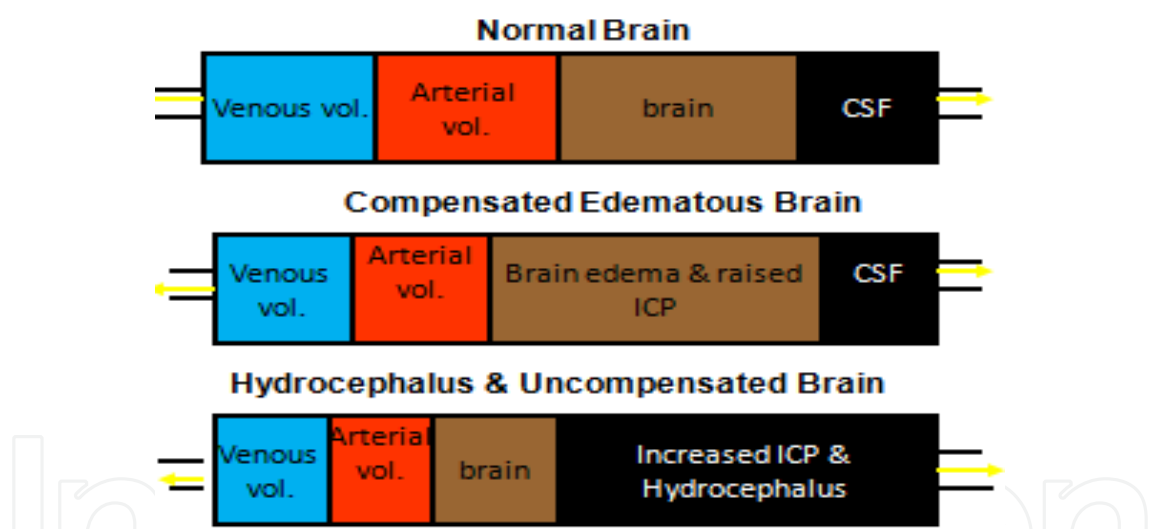 Normal Brain
Venous vol.
Arterial
vol.
brain
CSF
Compensated Edematous Brain
Venous
vol.
Arterial
vol.
Brain edema & raised
ICP
CSF
Hydrocephalus & Uncompensated Brain
Venous
vol.
Arterial
vol.
brain
Increased ICP &
Hydrocephalus